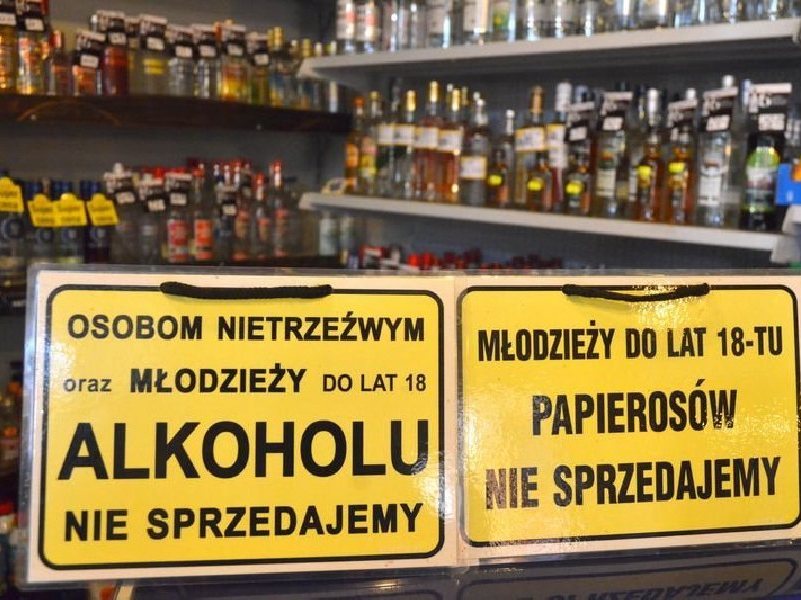 OSOBOM NIETRZEŹWYM
oraz MŁODZIEŻY DO LAT 18
ALKOHOLU
NIE SPRZEDAJEMY
MŁODZIEŻY DO LAT 18-TU
PAPIEROSÓW
NIE SPRZEDAJEMY